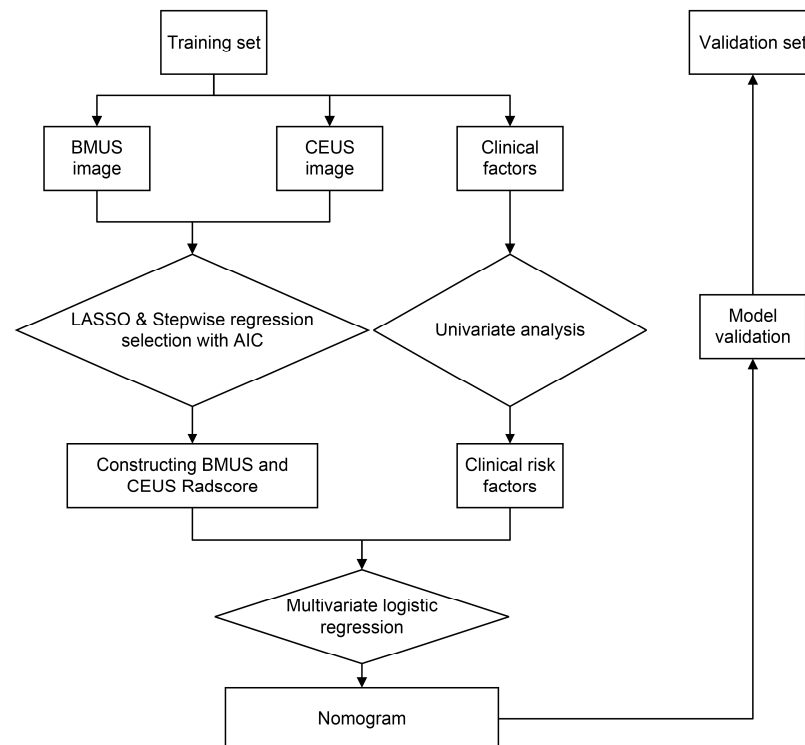 Training set
Validation set
BMUS
image
CEUS
image
Clinical
factors
LASSO & Stepwise regression
selection with AIC
Univariate analysis
Model
validation
Constructing BMUS and
CEUS Radscore
Clinical risk
factors
Multivariate logistic
regression
Nomogram